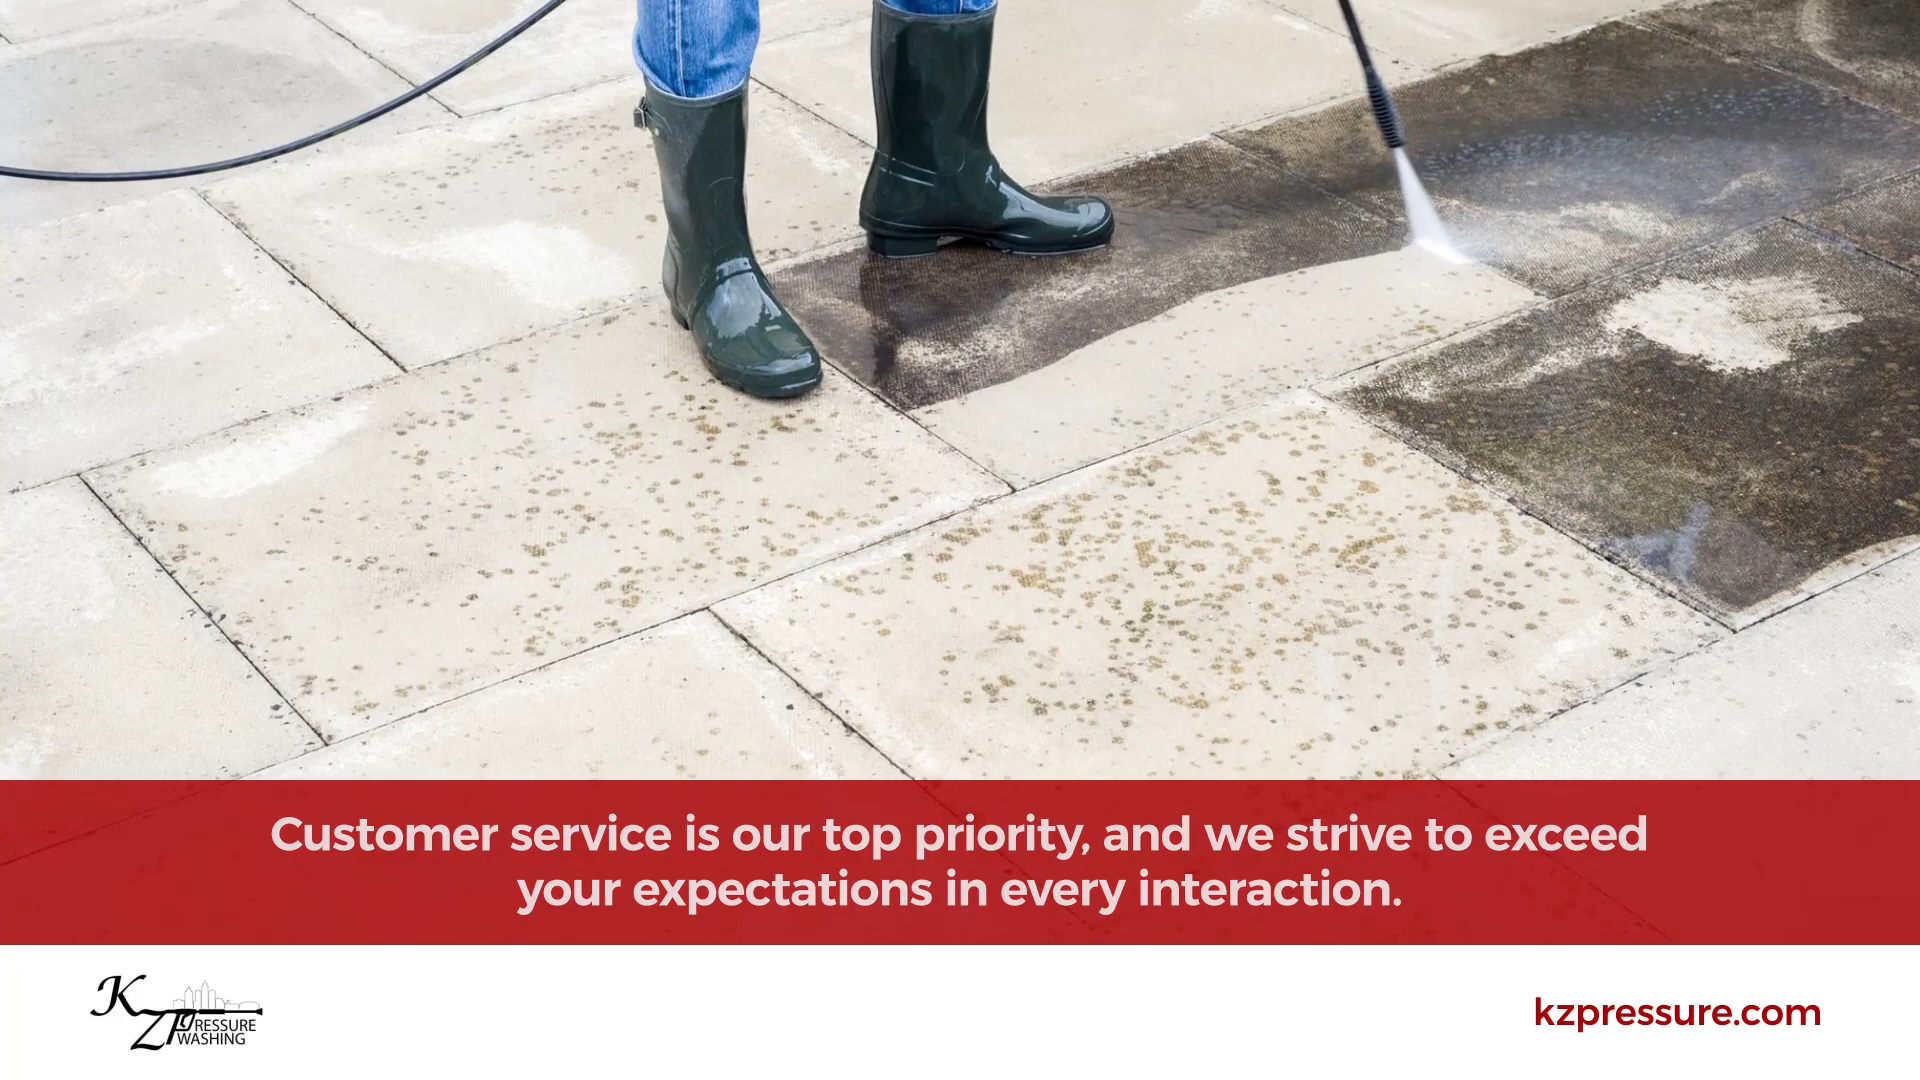 Customer service is our top priority, and we strive to exceed
your expectations in every interaction.
KZ PRESSURE
WASHING
kzpressure.com